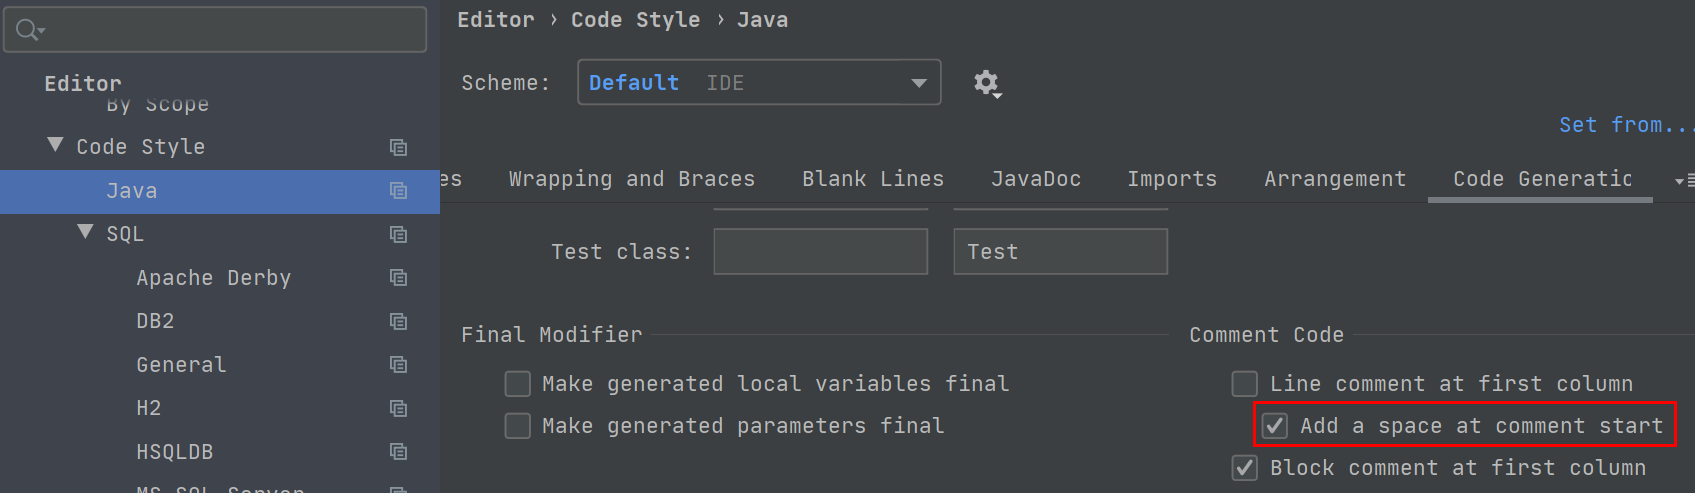 Editor
By Scope
Code Style
Java
SQL
Apache Derby
DB2
General
H2
HSQLDB
MS SQL Server
Editor › Code Style › Java
Scheme: Default IDE
Set from...
es Wrapping and Braces Blank Lines JavaDoc Imports Arrangement Code Generatio
Test class: Test
Final Modifier
Make generated local variables final
Make generated parameters final
Comment Code
Line comment at first column
Add a space at comment start
Block comment at first column